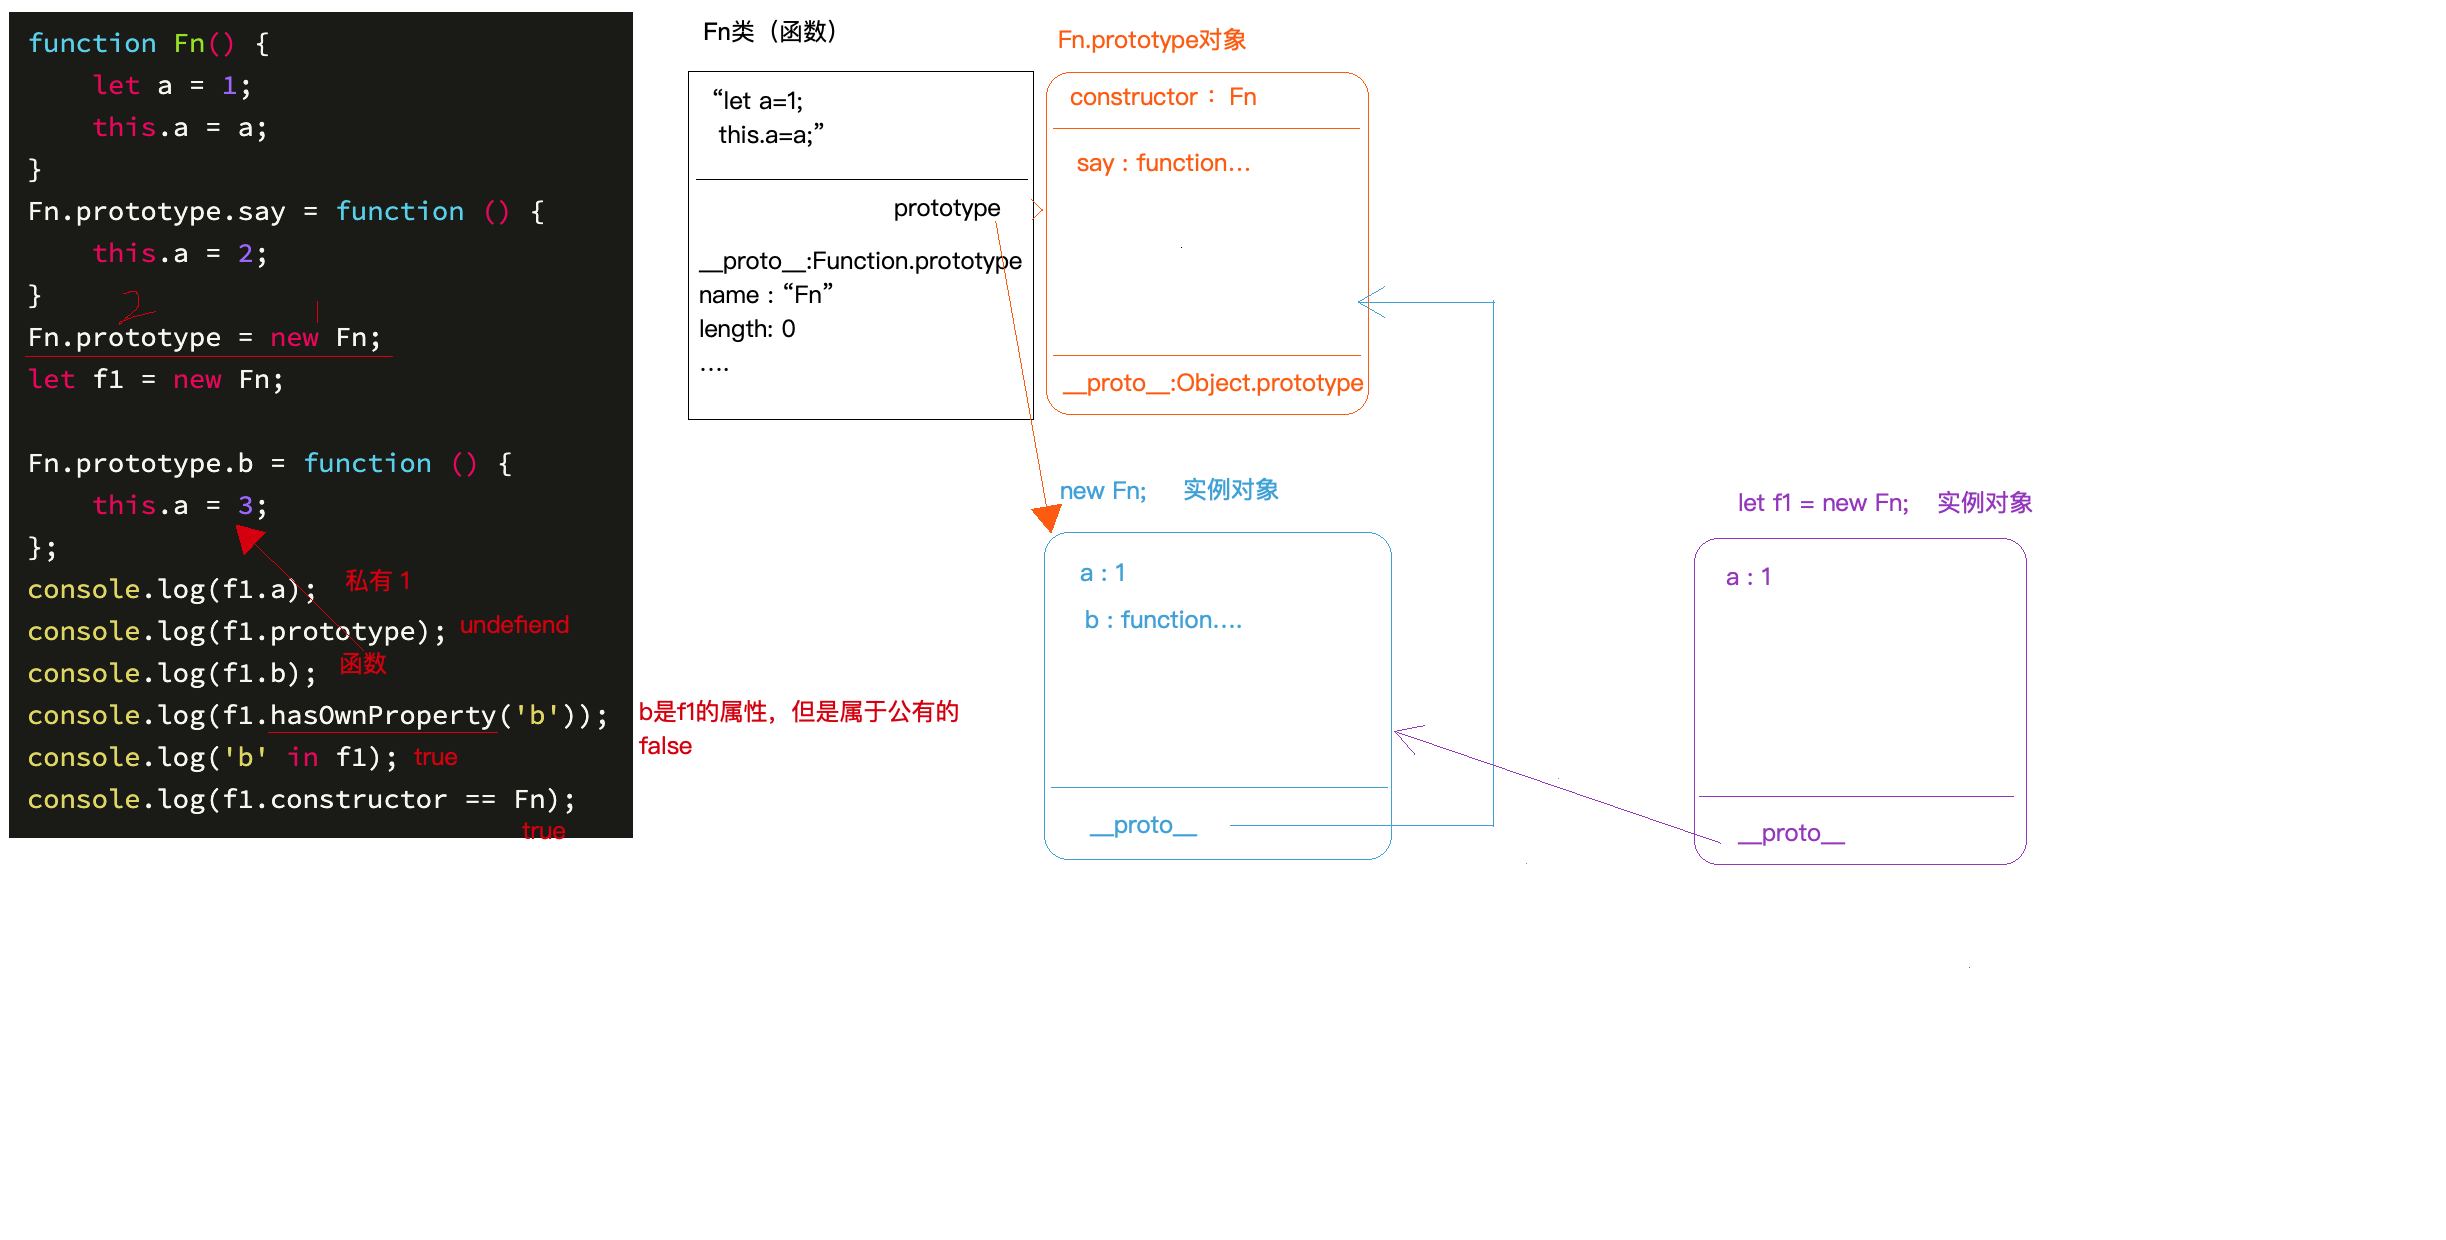 function Fn() {
let a = 1;
this.a = a;
}
Fn.prototype.say = function () {
this.a = 2;
}
2 1
Fn.prototype = new Fn;
let f1 = new Fn;
Fn.prototype.b = function () {
this.a = 3;
};
console.log(f1.a); 私有 1
console.log(f1.prototype); undefiend
console.log(f1.b); 函数
console.log(f1.hasOwnProperty('b'));
b是f1的属性，但是属于公有的
false
console.log('b' in f1); true
console.log(f1.constructor == Fn);
true
Fn类（函数）
“let a=1;
this.a=a;”
prototype
__proto__:Function.prototype
name : “Fn”
length: 0
....
Fn.prototype对象
constructor： Fn
say : function...
__proto__:Object.prototype
new Fn; 实例对象
a : 1
b : function....
__proto__
let f1 = new Fn; 实例对象
a : 1
__proto__